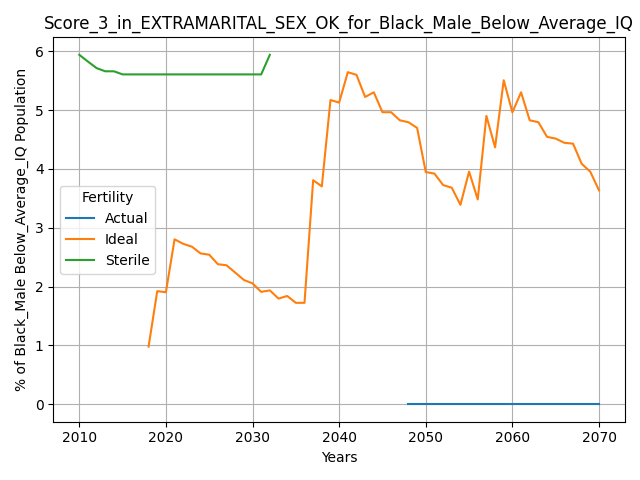 Score_3_in_EXTRAMARITAL_SEX_OK_for_Black_Male_Below_Average_IQ
% of Black_Male Below_Average_IQ Population
6
5
4
3
2
1
0
Fertility
Actual
Ideal
Sterile
2010 2020 2030 2040 2050 2060 2070
Years